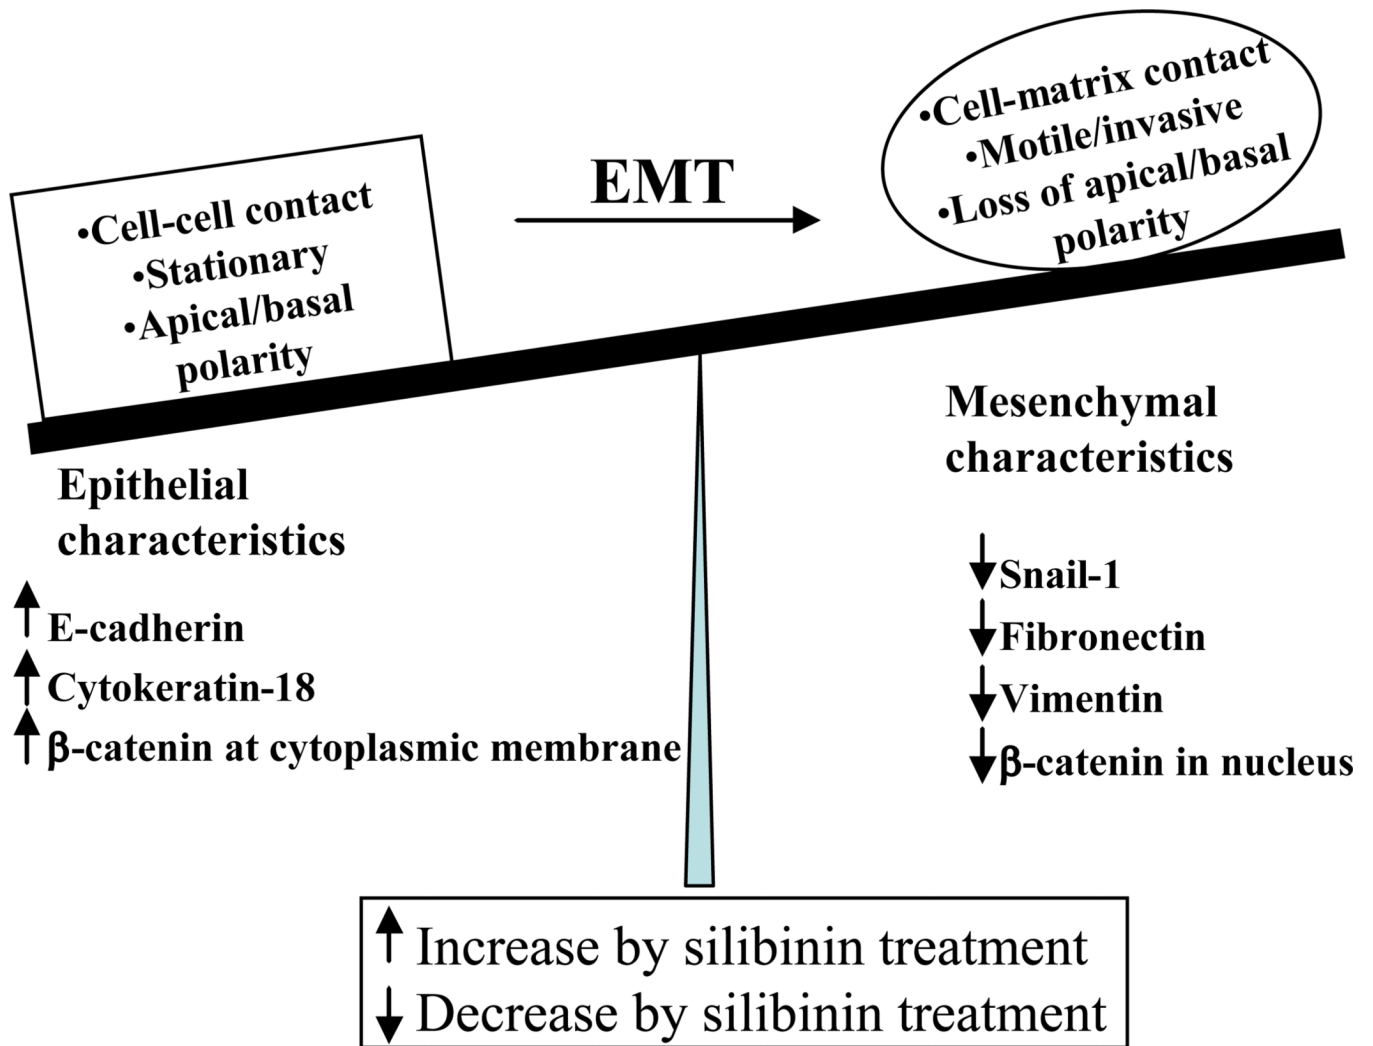 •Cell-cell contact
•Stationary
•Apical/basal
polarity
EMT
•Cell-matrix contact
•Motile/invasive
•Loss of apical/basal
polarity
Epithelial
characteristics
↑ E-cadherin
↑ Cytokeratin-18
↑ β-catenin at cytoplasmic membrane
Mesenchymal
characteristics
↓ Snail-1
↓ Fibronectin
↓ Vimentin
↓ β-catenin in nucleus
↑ Increase by silibinin treatment
↓ Decrease by silibinin treatment